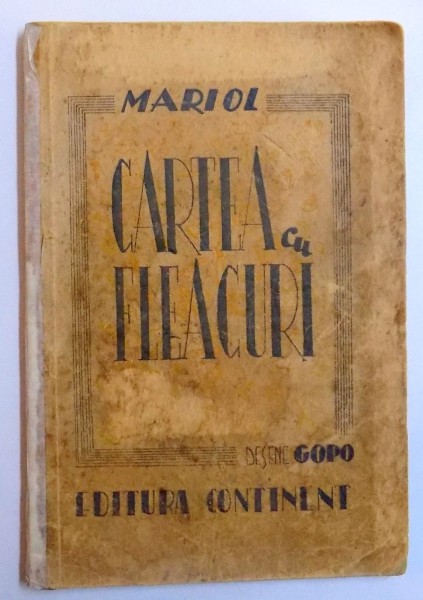 MARIOL
CARTEA cu
FLEACURI
DESENE GOPO
EDITURA CONTINENT